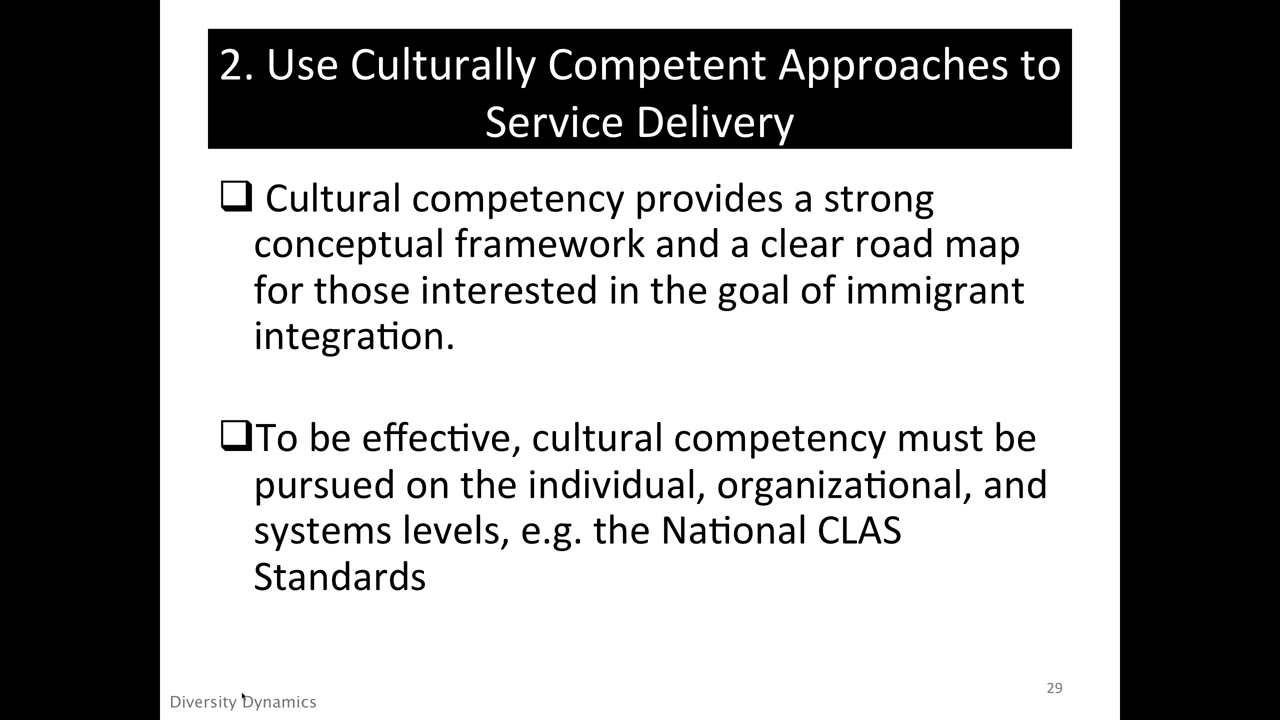 2. Use Culturally Competent Approaches to
Service Delivery
❑ Cultural competency provides a strong
conceptual framework and a clear road map
for those interested in the goal of immigrant
integration.
❑To be effective, cultural competency must be
pursued on the individual, organizational, and
systems levels, e.g. the National CLAS
Standards
29
Diversity Dynamics